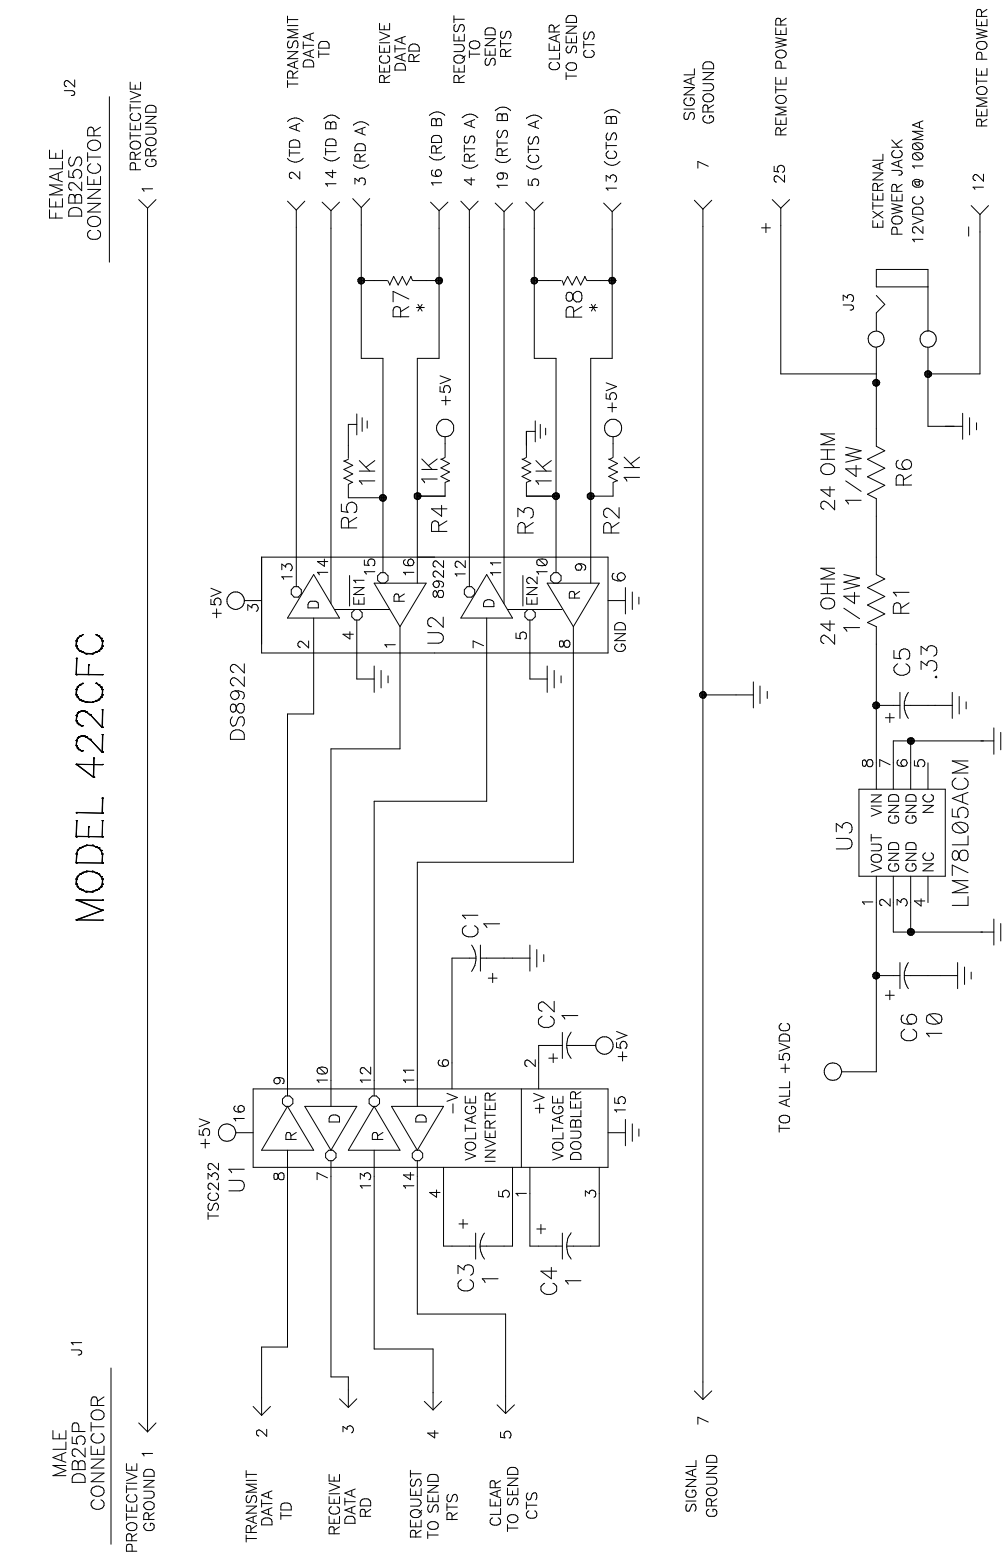 MODEL 422CFC
MALE
DB25P
CONNECTOR
J1
FEMALE
DB25S
CONNECTOR
J2
PROTECTIVE
GROUND 1
1 PROTECTIVE
GROUND
TRANSMIT
DATA
TD
2
RECEIVE
DATA
RD
3
REQUEST
TO SEND
RTS
4
CLEAR
TO SEND
CTS
5
SIGNAL
GROUND
7
TSC232
U1
+5V
16
8
R
9
7
D
10
13
R
12
14
D
11
4
5
-V
VOLTAGE
INVERTER
6
1
3
+V
VOLTAGE
DOUBLER
2
15
C3
1
+
C4
1
+
C1
1
+
C2
1
+
+5V
DS8922
U2
8922
+5V
3
2
D
13
14
4
EN1
1
R
15
16
7
D
12
11
5
EN2
8
R
10
9
GND
6
R5
1K
R4
1K
+5V
R3
1K
R2
1K
+5V
R7
*
R8
*
2 (TD A)
14 (TD B)
3 (RD A)
16 (RD B)
4 (RTS A)
19 (RTS B)
5 (CTS A)
13 (CTS B)
TRANSMIT
DATA
TD
RECEIVE
DATA
RD
REQUEST
TO
SEND
RTS
CLEAR
TO SEND
CTS
7
SIGNAL
GROUND
TO ALL +5VDC
+
C6
10
U3
1 VOUT VIN 8
2 GND GND 7
3 GND GND 6
4 NC NC 5
LM78L05ACM
+
C5
.33
24 OHM
1/4W
R1
24 OHM
1/4W
R6
J3
EXTERNAL
POWER JACK
12VDC @ 100MA
+
25 REMOTE POWER
-
12 REMOTE POWER